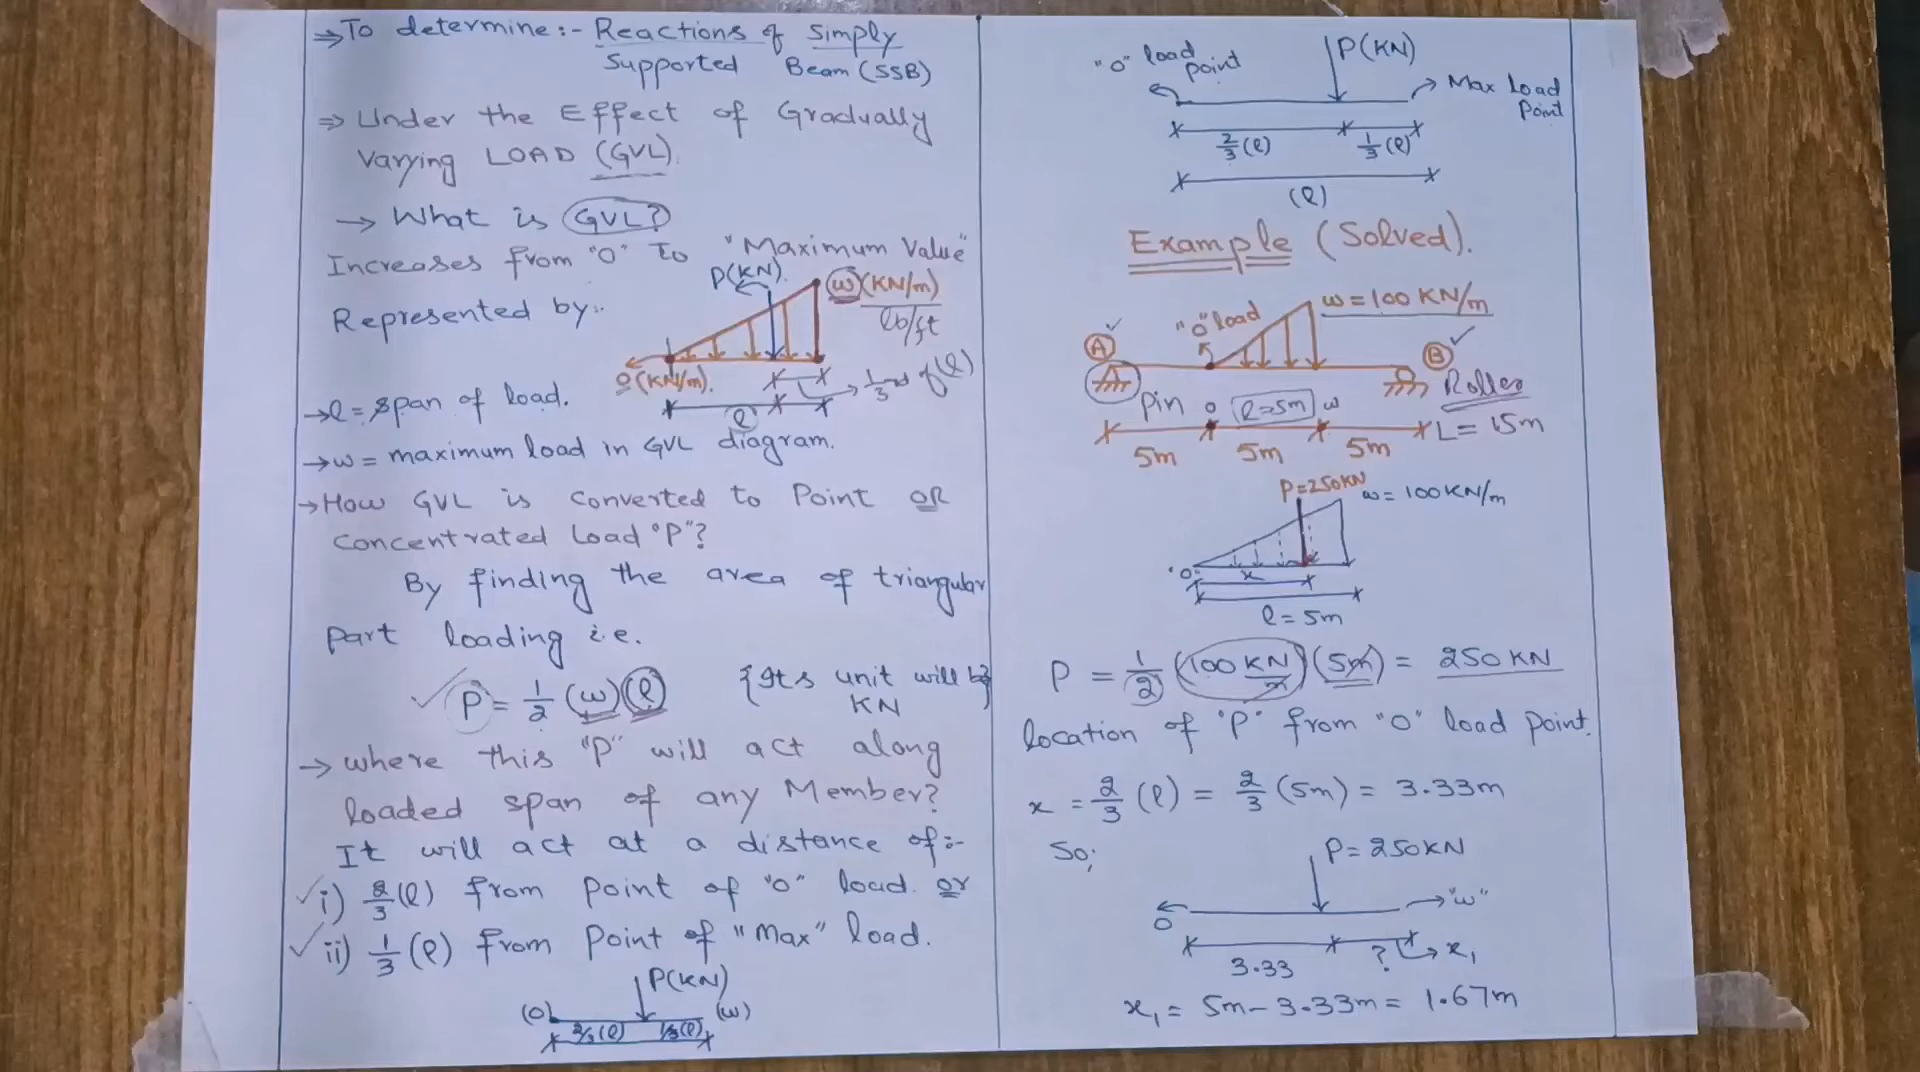 ⇒To determine:- Reactions of Simply
Supported Beam (SSB)
⇒ Under the Effect of Gradually
Varying LOAD (GVL).
→ What is GVL?
Increases from "0" to "Maximum Value"
P(KN).
w (KN/m)
lb/ft
Represented by:-
0 (KN/m).
1/3 rd of (l)
l
→l = span of load.
→w = maximum load in GVL diagram.
→How GVL is converted to Point OR
Concentrated Load "P"?
By finding the area of triangular
part loading i.e.
P = 1/2 (w)(l) {Its unit will be}
KN
→ where this "P" will act along
loaded span of any Member?
It will act at a distance of:-
i) 2/3 (l) from point of "0" load. or
ii) 1/3 (l) from Point of "Max" load.
P(KN)
(0) (w)
2/3(l) 1/3(l)
"0" load point
P(KN)
Max Load Point
2/3 (l) 1/3 (l)
(l)
Example (Solved).
"0" load w = 100 KN/m
A B
Pin Roller
0 l=5m w
5m 5m 5m L = 15m
P=250KN w = 100KN/m
"0" x
l = 5m
P = 1/2 (100 KN/m) (5m) = 250 KN
location of "P" from "0" load point.
x = 2/3 (l) = 2/3 (5m) = 3.33m
So; P = 250KN
0 → "w"
3.33 ? → x₁
x₁ = 5m - 3.33m = 1.67m